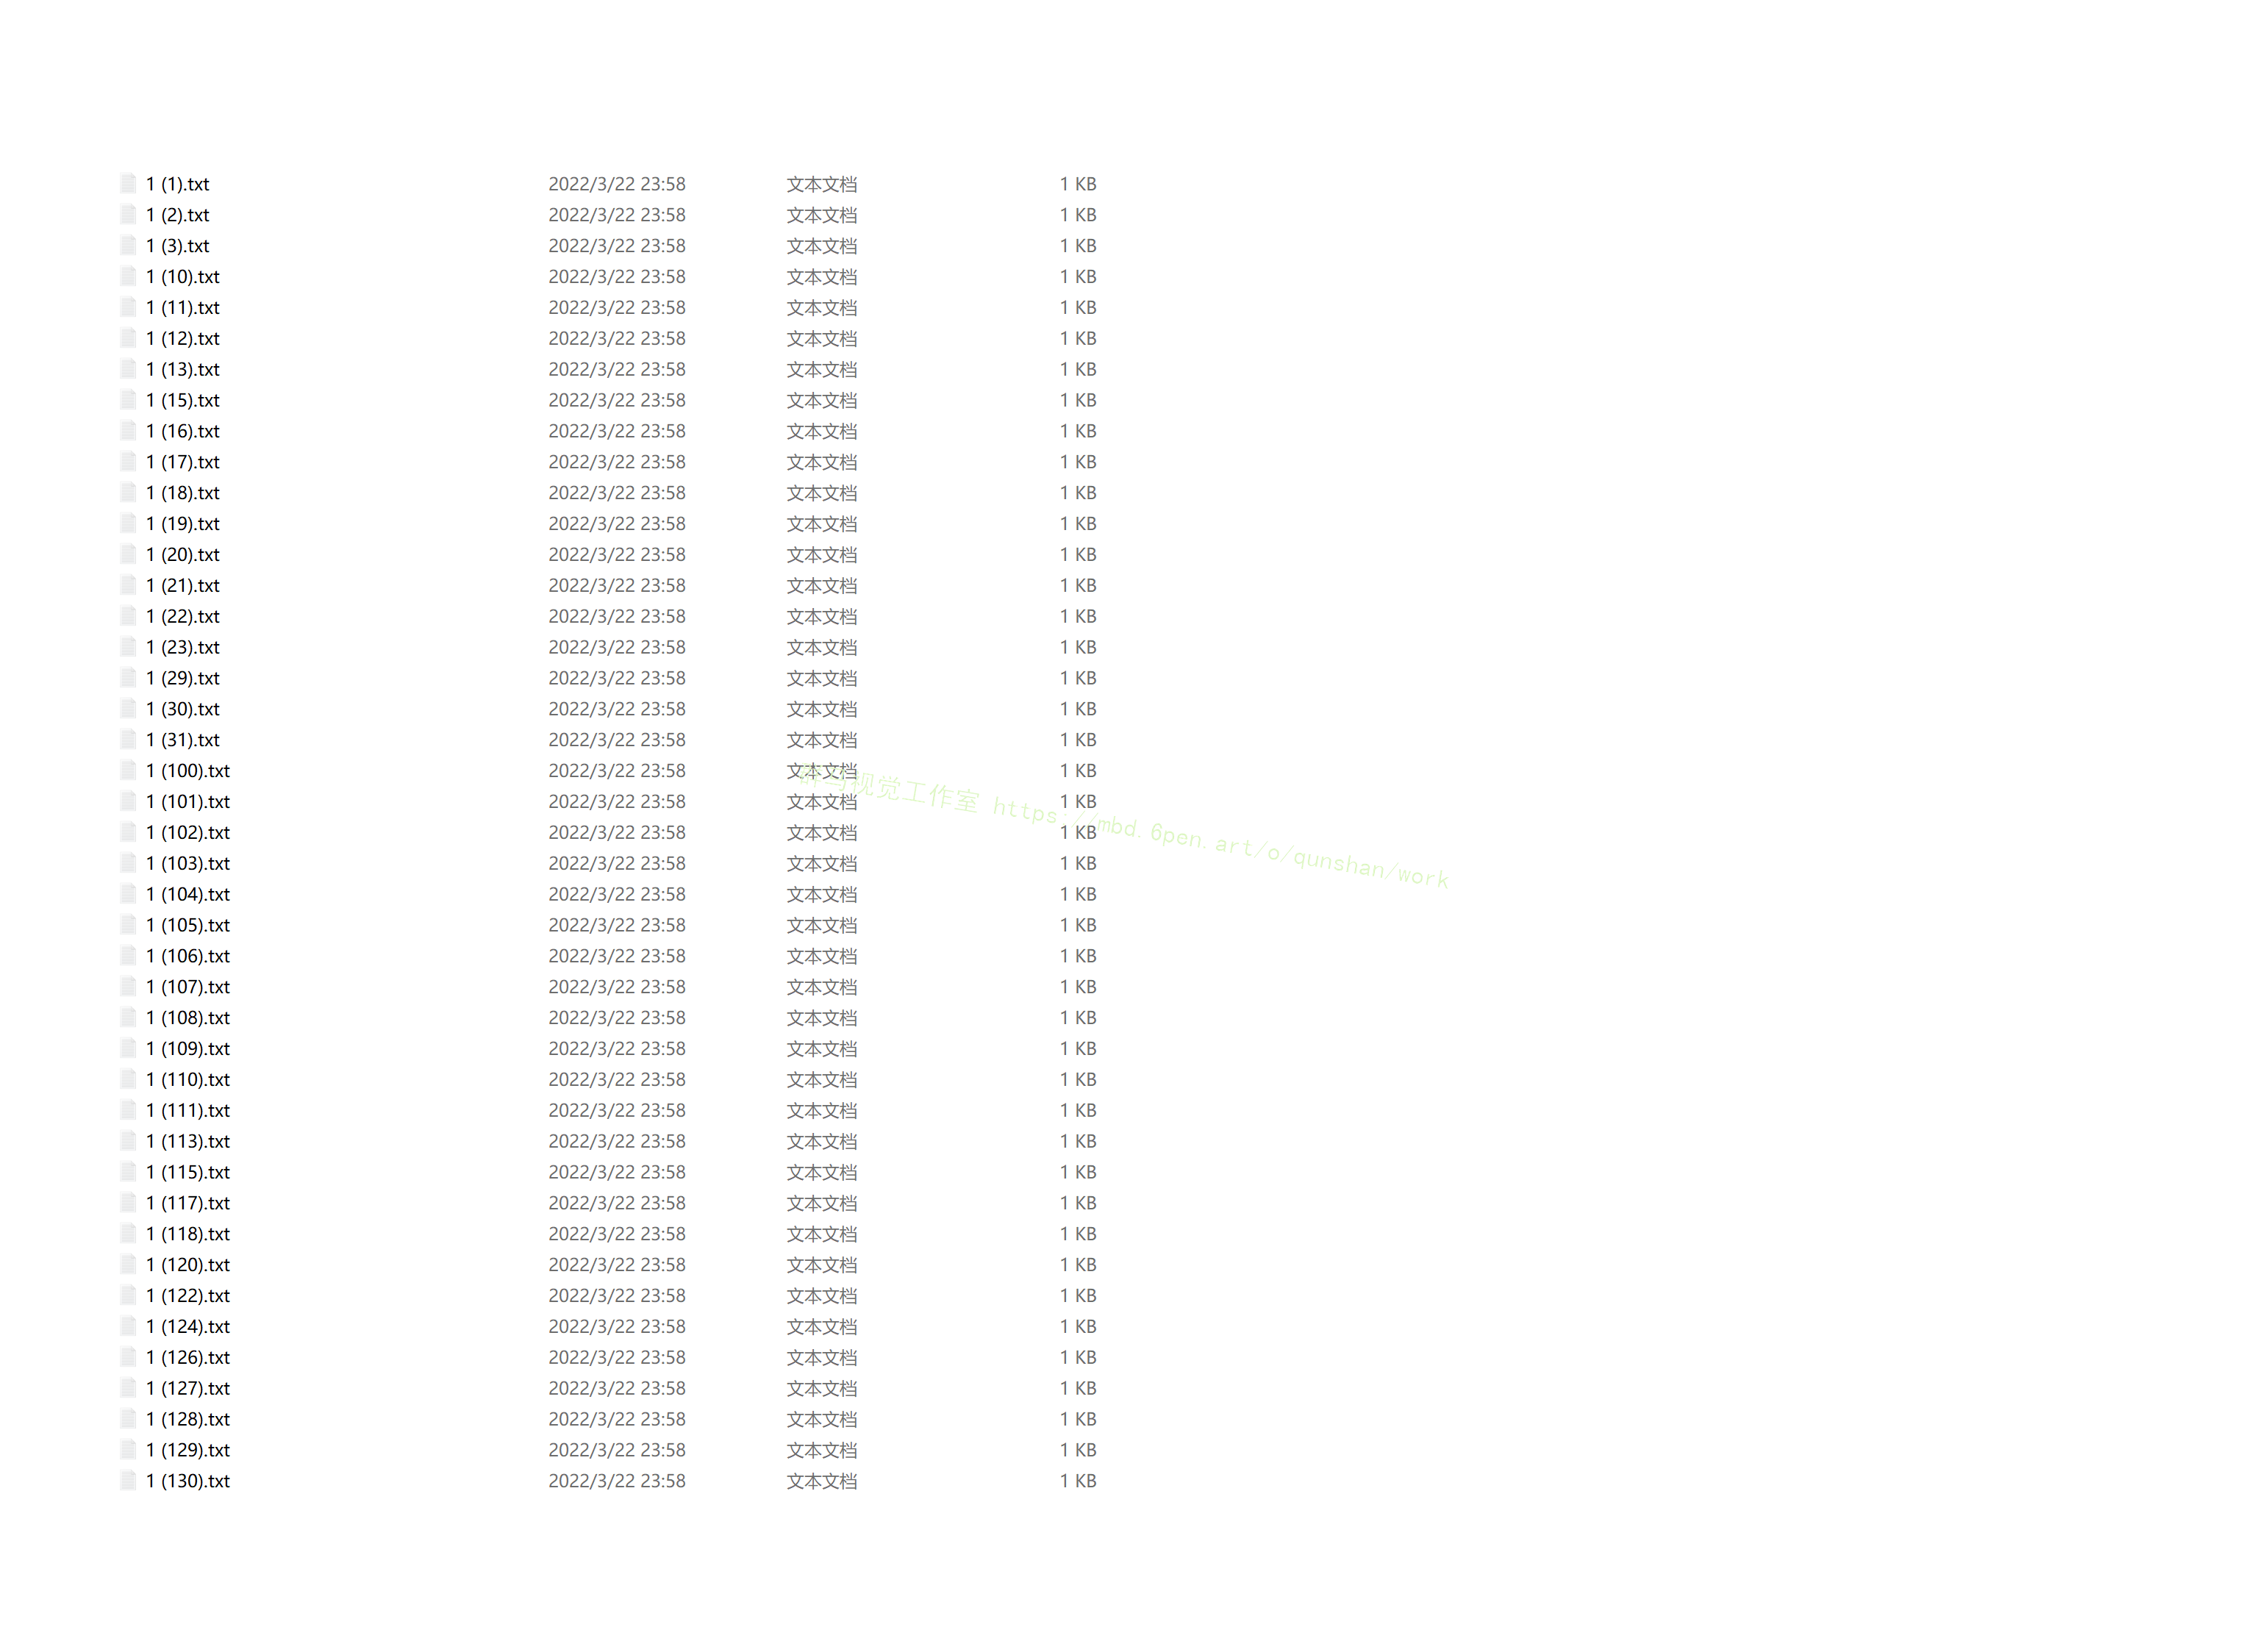 1 (1).txt 2022/3/22 23:58 文本文档 1 KB
1 (2).txt 2022/3/22 23:58 文本文档 1 KB
1 (3).txt 2022/3/22 23:58 文本文档 1 KB
1 (10).txt 2022/3/22 23:58 文本文档 1 KB
1 (11).txt 2022/3/22 23:58 文本文档 1 KB
1 (12).txt 2022/3/22 23:58 文本文档 1 KB
1 (13).txt 2022/3/22 23:58 文本文档 1 KB
1 (15).txt 2022/3/22 23:58 文本文档 1 KB
1 (16).txt 2022/3/22 23:58 文本文档 1 KB
1 (17).txt 2022/3/22 23:58 文本文档 1 KB
1 (18).txt 2022/3/22 23:58 文本文档 1 KB
1 (19).txt 2022/3/22 23:58 文本文档 1 KB
1 (20).txt 2022/3/22 23:58 文本文档 1 KB
1 (21).txt 2022/3/22 23:58 文本文档 1 KB
1 (22).txt 2022/3/22 23:58 文本文档 1 KB
1 (23).txt 2022/3/22 23:58 文本文档 1 KB
1 (29).txt 2022/3/22 23:58 文本文档 1 KB
1 (30).txt 2022/3/22 23:58 文本文档 1 KB
1 (31).txt 2022/3/22 23:58 文本文档 1 KB
1 (100).txt 2022/3/22 23:58 文本文档 1 KB
1 (101).txt 2022/3/22 23:58 文本文档 1 KB
1 (102).txt 2022/3/22 23:58 文本文档 1 KB
1 (103).txt 2022/3/22 23:58 文本文档 1 KB
1 (104).txt 2022/3/22 23:58 文本文档 1 KB
1 (105).txt 2022/3/22 23:58 文本文档 1 KB
1 (106).txt 2022/3/22 23:58 文本文档 1 KB
1 (107).txt 2022/3/22 23:58 文本文档 1 KB
1 (108).txt 2022/3/22 23:58 文本文档 1 KB
1 (109).txt 2022/3/22 23:58 文本文档 1 KB
1 (110).txt 2022/3/22 23:58 文本文档 1 KB
1 (111).txt 2022/3/22 23:58 文本文档 1 KB
1 (113).txt 2022/3/22 23:58 文本文档 1 KB
1 (115).txt 2022/3/22 23:58 文本文档 1 KB
1 (117).txt 2022/3/22 23:58 文本文档 1 KB
1 (118).txt 2022/3/22 23:58 文本文档 1 KB
1 (120).txt 2022/3/22 23:58 文本文档 1 KB
1 (122).txt 2022/3/22 23:58 文本文档 1 KB
1 (124).txt 2022/3/22 23:58 文本文档 1 KB
1 (126).txt 2022/3/22 23:58 文本文档 1 KB
1 (127).txt 2022/3/22 23:58 文本文档 1 KB
1 (128).txt 2022/3/22 23:58 文本文档 1 KB
1 (129).txt 2022/3/22 23:58 文本文档 1 KB
1 (130).txt 2022/3/22 23:58 文本文档 1 KB
视觉工作室 https://mbd.6pen.art/o/qunshan/work